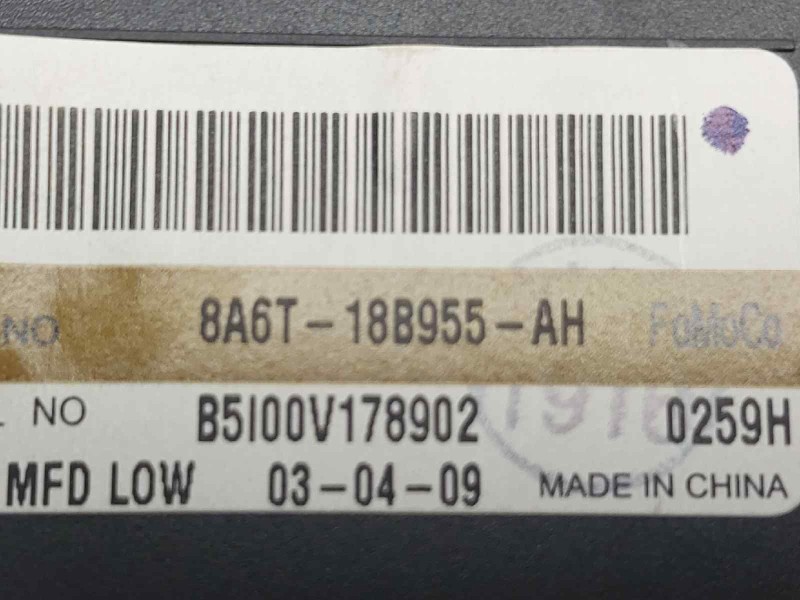 NO 8A6T-18B955-AH FoMoCo
L NO B5I00V178902 0259H
MFD LOW 03-04-09 MADE IN CHINA